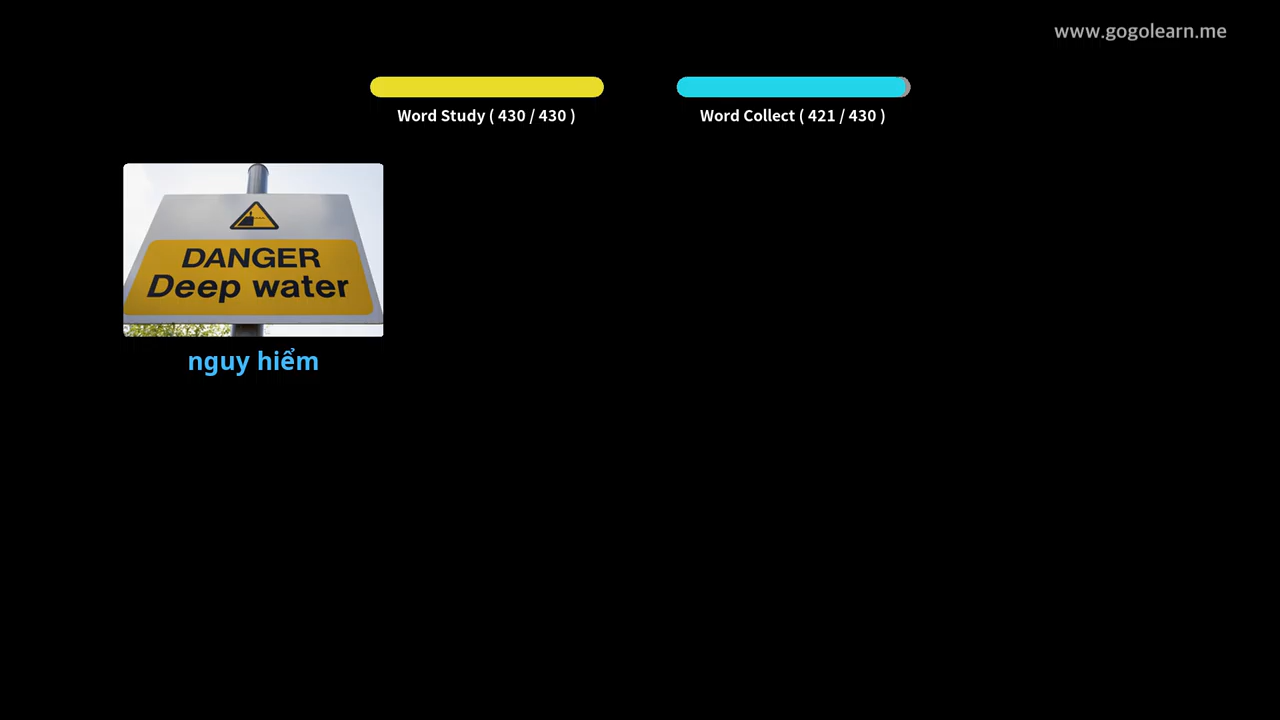 www.gogolearn.me
Word Study ( 430 / 430 )
Word Collect ( 421 / 430 )
DANGER
Deep water
nguy hiểm